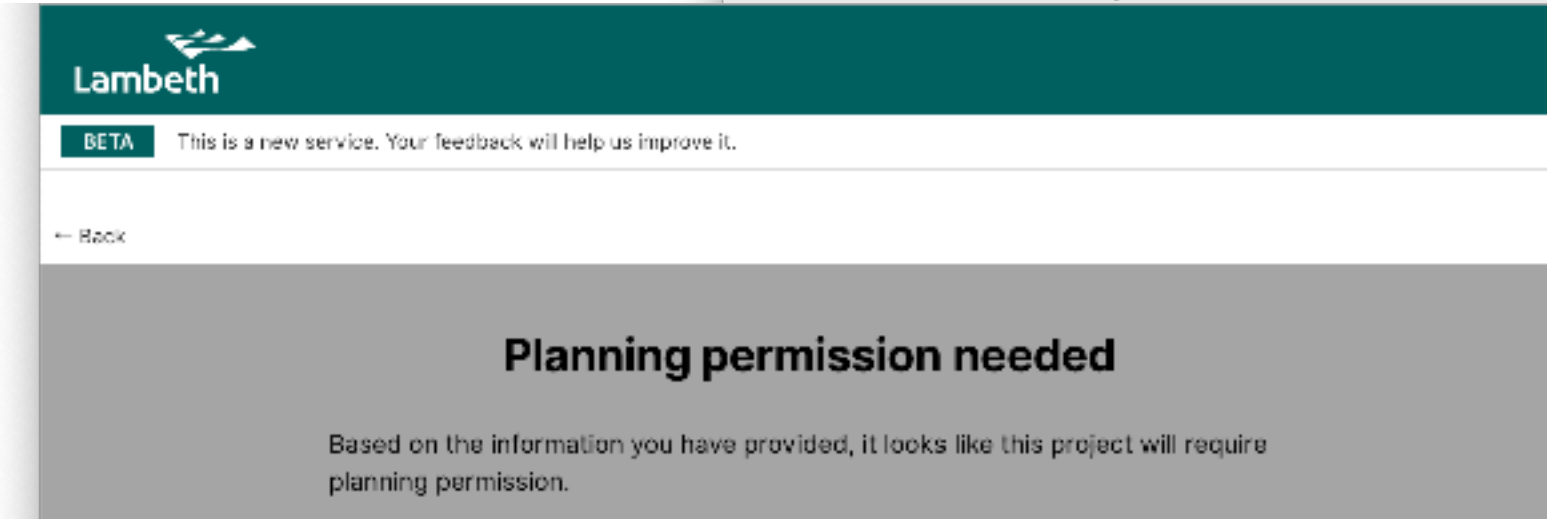 Lambeth
BETA This is a new service. Your feedback will help us improve it.
← Back
Planning permission needed
Based on the information you have provided, it looks like this project will require
planning permission.